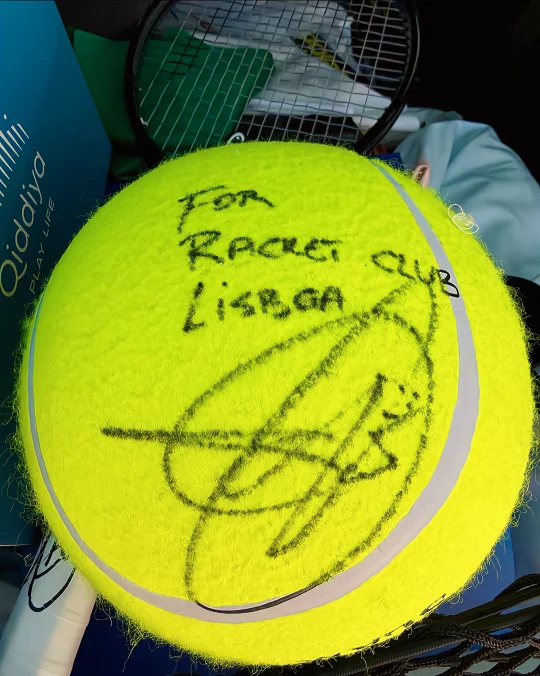 Qiddiya
PLAY LIFE
FOR
RACKET CLUB
LISBOA